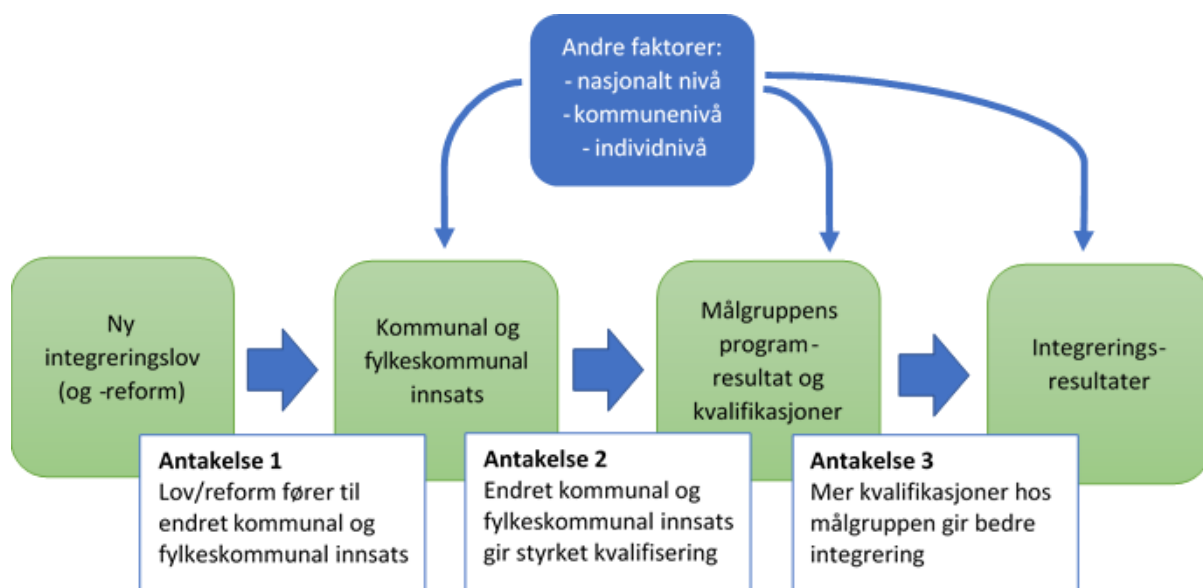 Andre faktorer:
- nasjonalt nivå
- kommunenivå
- individnivå
Ny
integreringslov
(og -reform)
Kommunal og
fylkeskommunal
innsats
Målgruppens
program-
resultat og
kvalifikasjoner
Integrerings-
resultater
Antakelse 1
Lov/reform fører til
endret kommunal og
fylkeskommunal innsats
Antakelse 2
Endret kommunal og
fylkeskommunal innsats
gir styrket kvalifisering
Antakelse 3
Mer kvalifikasjoner hos
målgruppen gir bedre
integrering